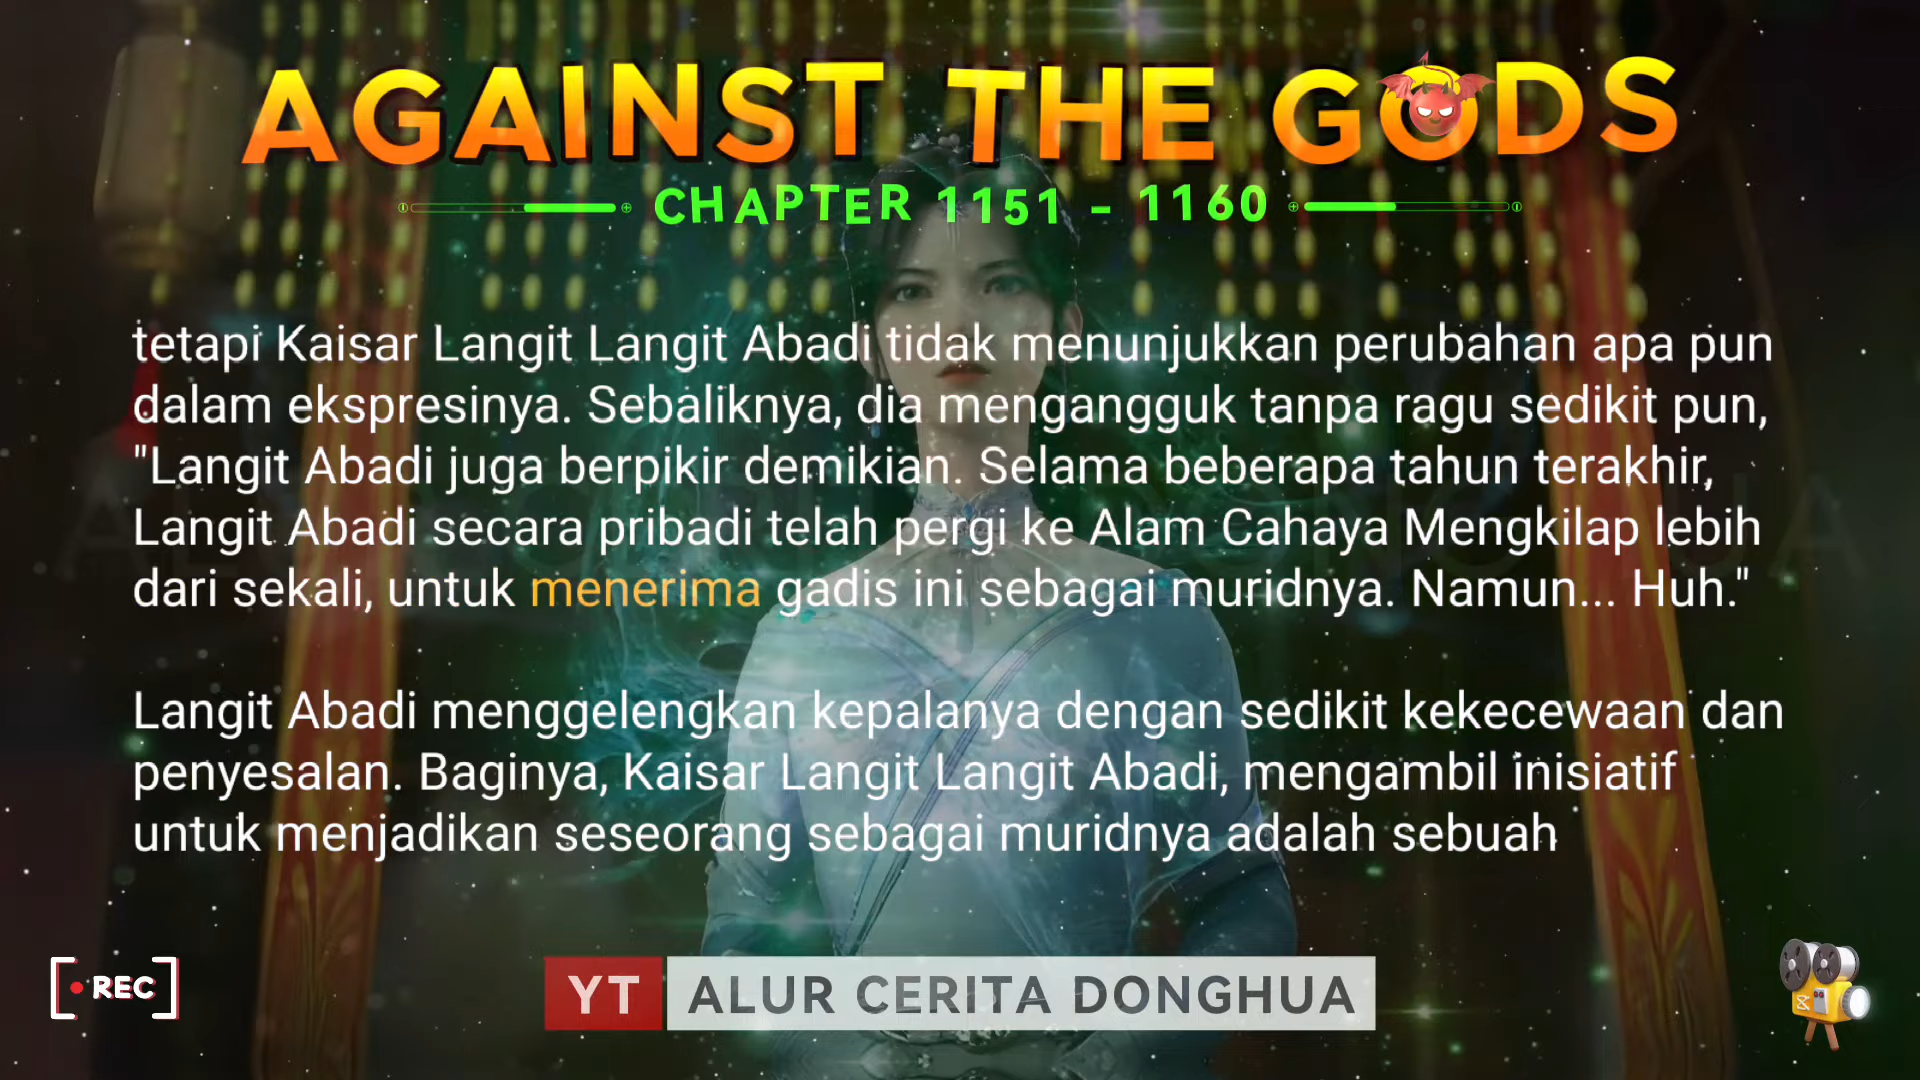 AGAINST THE GODS
CHAPTER 1151 - 1160
tetapi Kaisar Langit Langit Abadi tidak menunjukkan perubahan apa pun
dalam ekspresinya. Sebaliknya, dia mengangguk tanpa ragu sedikit pun,
"Langit Abadi juga berpikir demikian. Selama beberapa tahun terakhir,
Langit Abadi secara pribadi telah pergi ke Alam Cahaya Mengkilap lebih
dari sekali, untuk menerima gadis ini sebagai muridnya. Namun... Huh."
Langit Abadi menggelengkan kepalanya dengan sedikit kekecewaan dan
penyesalan. Baginya, Kaisar Langit Langit Abadi, mengambil inisiatif
untuk menjadikan seseorang sebagai muridnya adalah sebuah
REC
YT ALUR CERITA DONGHUA